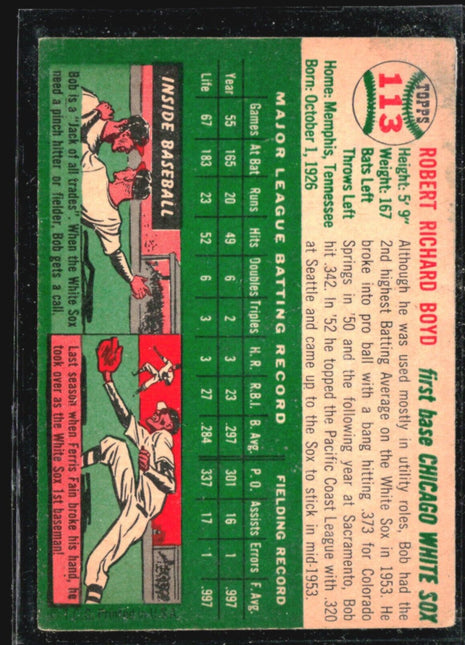 TOPPS
113
ROBERT RICHARD BOYD first base CHICAGO WHITE SOX
Height: 5' 9"
Weight: 167
Bats Left
Throws Left
Home: Memphis, Tennessee
Born: October 1, 1926
Although he was used mostly in utility roles, Bob had the
2nd highest Batting Average on the White Sox in 1953. He
broke into pro ball with a bang hitting .373 for Colorado
Springs in '50 and the following year at Sacramento, Bob
hit .342. In '52 he topped the Pacific Coast League with .320
at Seattle and came up to the Sox to stick in mid-1953
MAJOR LEAGUE BATTING RECORD FIELDING RECORD
Games At Bat Runs Hits Doubles Triples H. R. R.B.I. B. Avg. P. O. Assists Errors F. Avg.
Year 55 165 20 49 6 2 3 23 .297 301 16 1 .997
Life 67 183 23 52 6 3 3 27 .284 337 17 1 .997
INSIDE BASEBALL
Bob is a "Jack of all trades". When the White Sox
need a pinch hitter or fielder, Bob gets a call.
Last season when Ferris Fain broke his hand, he
took over as the White Sox 1st baseman!